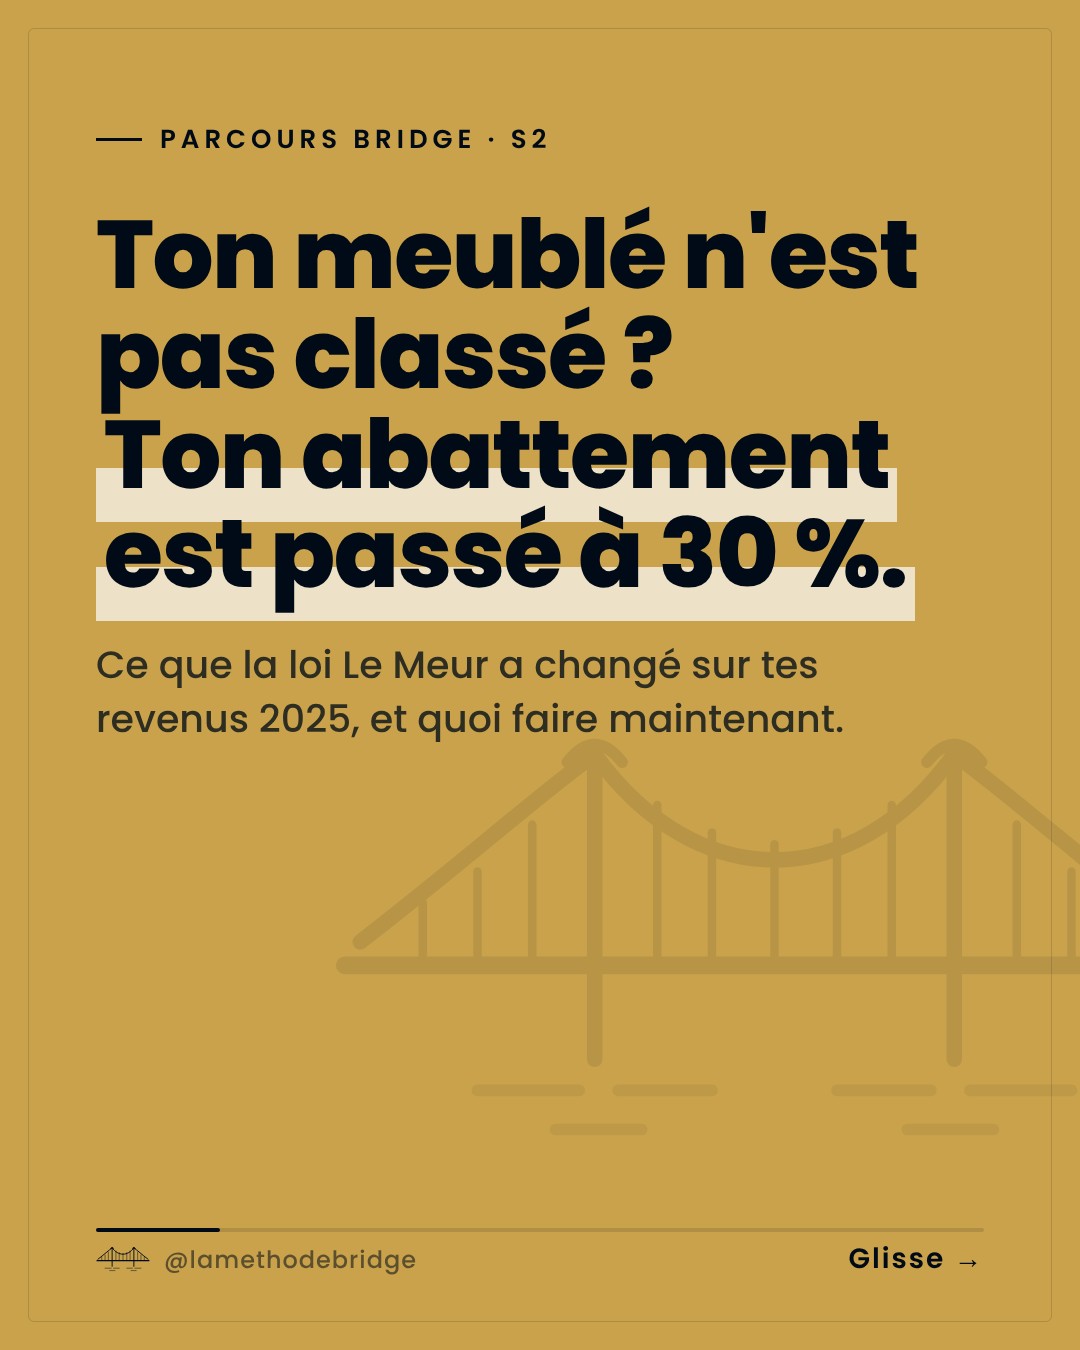 PARCOURS BRIDGE · S2
Ton meublé n'est
pas classé ?
Ton abattement
est passé à 30 %.
Ce que la loi Le Meur a changé sur tes
revenus 2025, et quoi faire maintenant.
@lamethodebridge
Glisse →